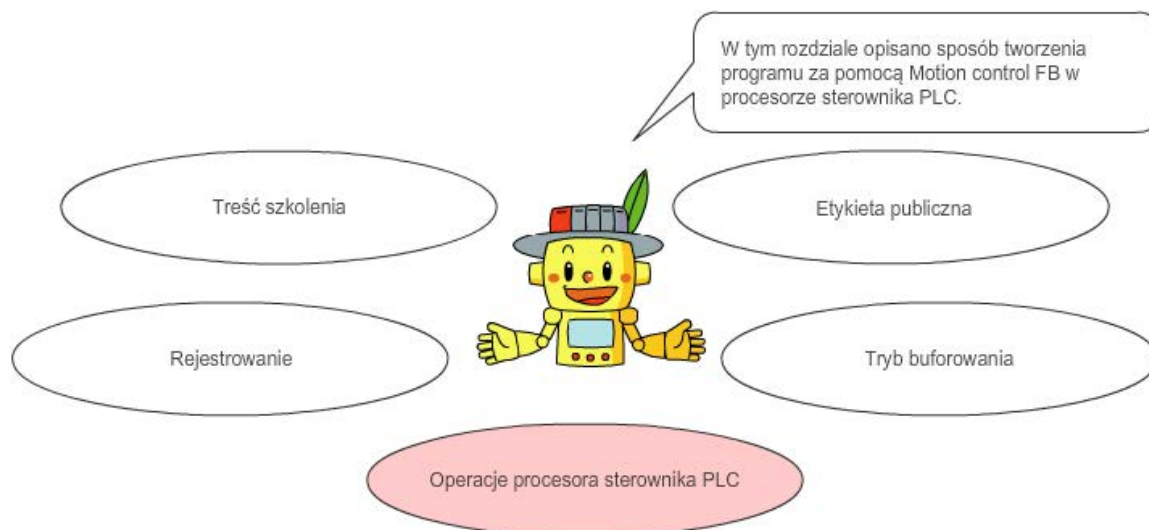 W tym rozdziale opisano sposób tworzenia
programu za pomocą Motion control FB w
procesorze sterownika PLC.
Treść szkolenia
Etykieta publiczna
Rejestrowanie
Tryb buforowania
Operacje procesora sterownika PLC